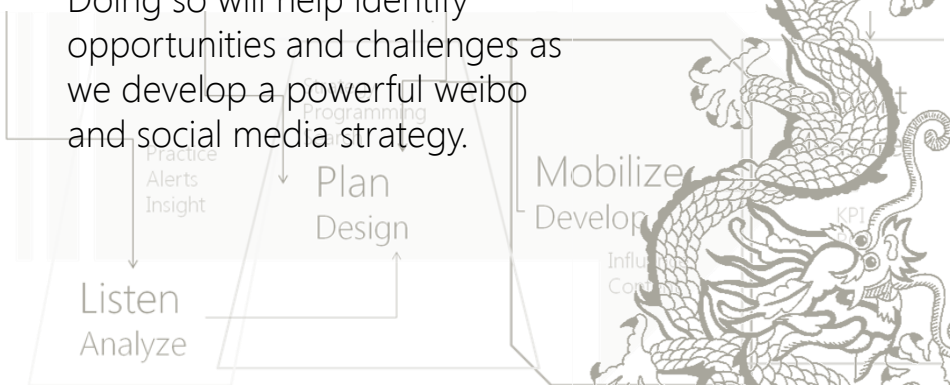 Doing so will help identify
opportunities and challenges as
we develop a powerful weibo
and social media strategy.
Programming
Practice
Alerts
Insight
Plan
Design
Mobilize
Develop
KPI
Listen
Analyze